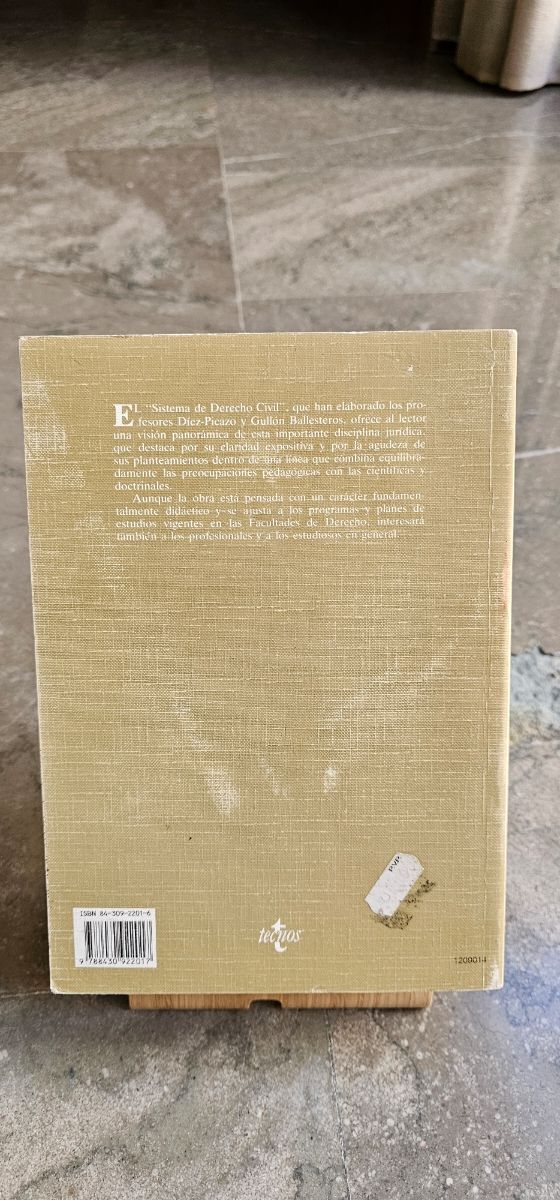 EL "Sistema de Derecho Civil", que han elaborado los pro-
fesores Díez-Picazo y Gullón Ballesteros, ofrece al lector
una visión panorámica de esta importante disciplina jurídica,
que destaca por su claridad expositiva y por la agudeza de
sus planteamientos dentro de una línea que combina equilibra-
damente las preocupaciones pedagógicas con las científicas y
doctrinales.
Aunque la obra está pensada con un carácter fundamen-
talmente didáctico y se ajusta a los programas y planes de
estudios vigentes en las Facultades de Derecho, interesará
también a los profesionales y a los estudiosos en general.
PVP
ISBN 84-309-2201-6
9 788430 922017
tecnos
1200014